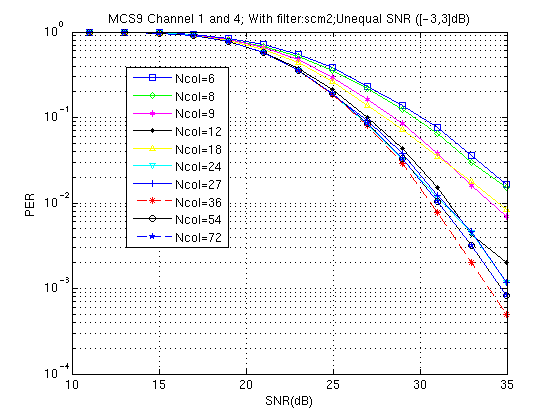 MCS9 Channel 1 and 4; With filter:scm2;Unequal SNR ([−3,3]dB)
10^0
10^−1
10^−2
10^−3
10^−4
PER
Ncol=6
Ncol=8
Ncol=9
Ncol=12
Ncol=18
Ncol=24
Ncol=27
Ncol=36
Ncol=54
Ncol=72
10 15 20 25 30 35
SNR(dB)